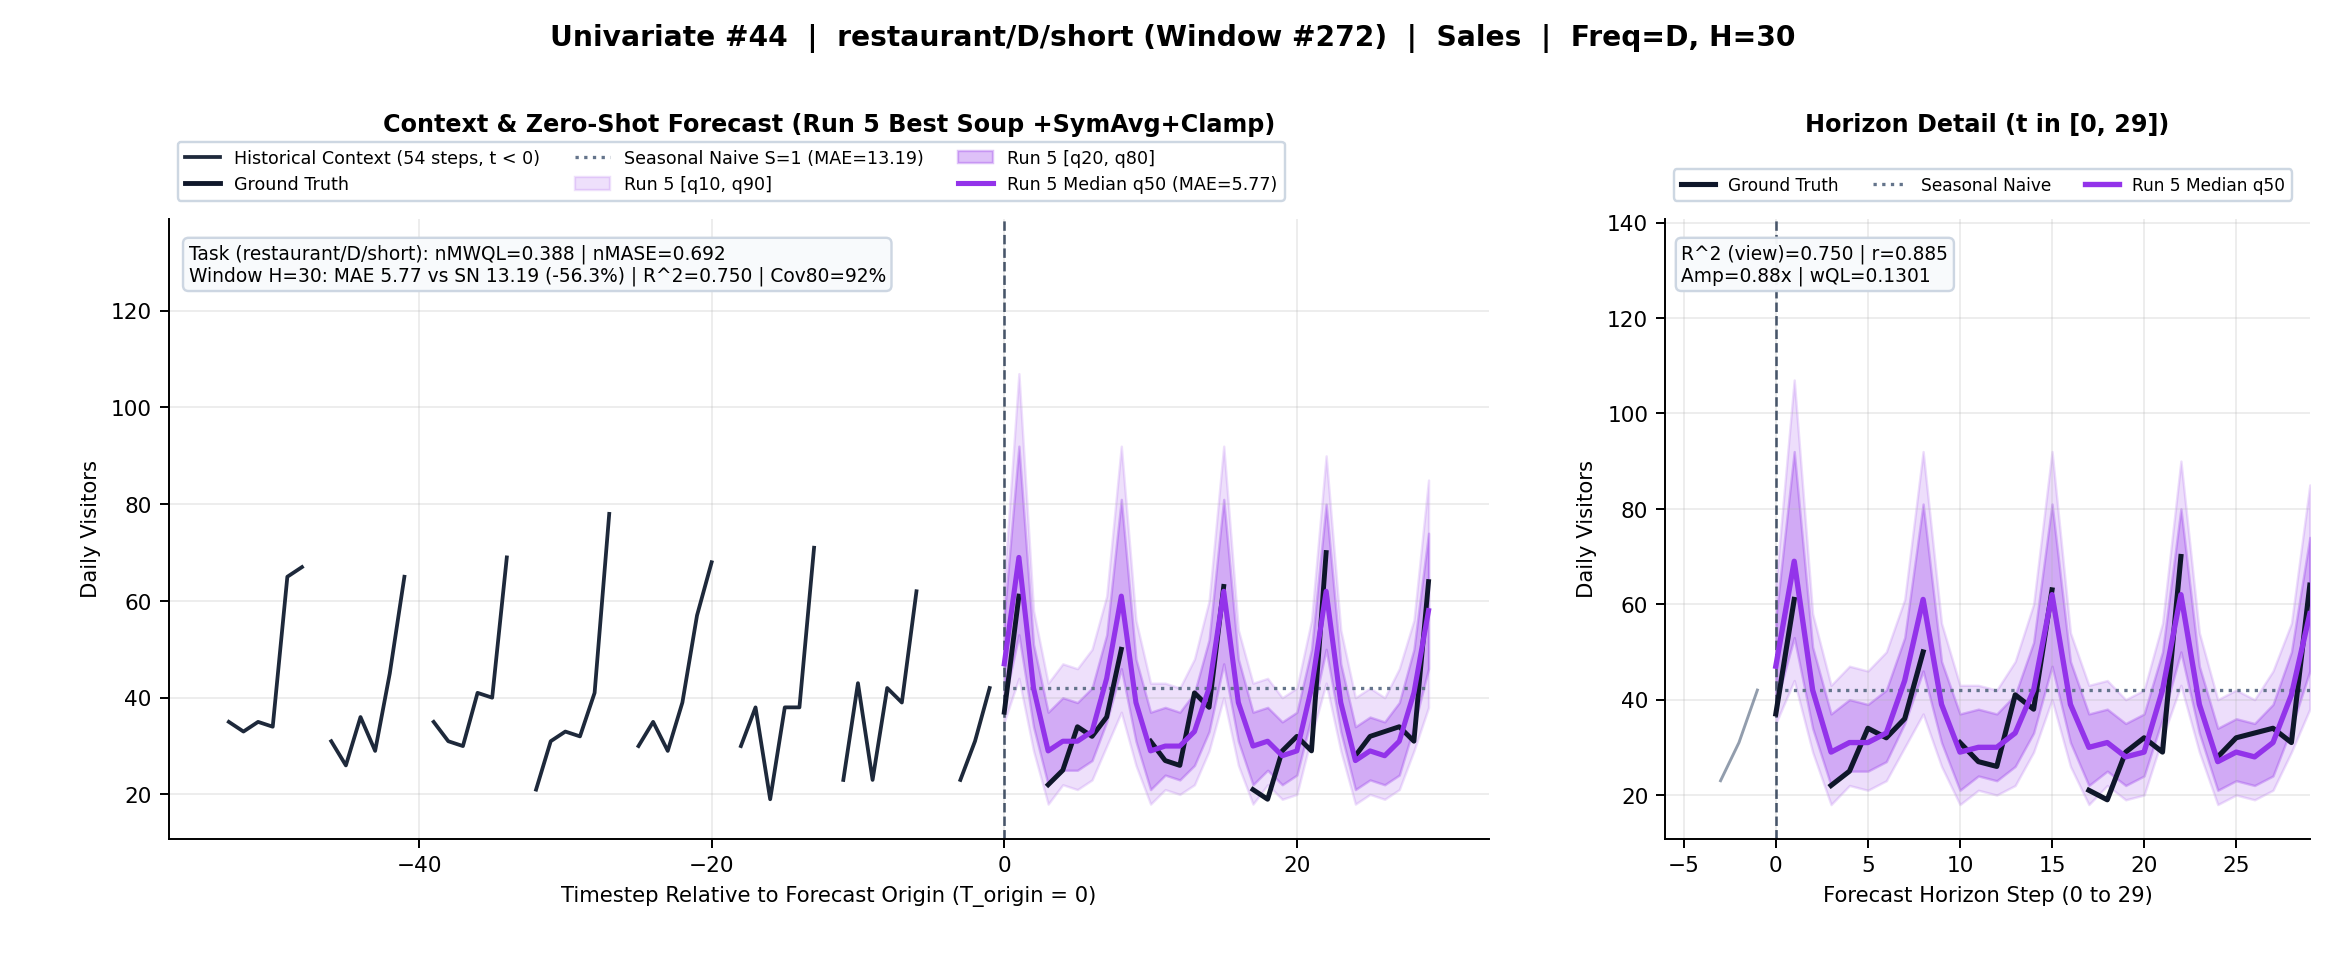 Univariate #44 | restaurant/D/short (Window #272) | Sales | Freq=D, H=30
Context & Zero-Shot Forecast (Run 5 Best Soup +SymAvg+Clamp)
Historical Context (54 steps, t < 0)
Ground Truth
Seasonal Naive S=1 (MAE=13.19)
Run 5 [q10, q90]
Run 5 [q20, q80]
Run 5 Median q50 (MAE=5.77)
Task (restaurant/D/short): nMWQL=0.388 | nMASE=0.692
Window H=30: MAE 5.77 vs SN 13.19 (-56.3%) | R^2=0.750 | Cov80=92%
120
100
80
60
40
20
Daily Visitors
−40
−20
0
20
Timestep Relative to Forecast Origin (T_origin = 0)
Horizon Detail (t in [0, 29])
Ground Truth
Seasonal Naive
Run 5 Median q50
R^2 (view)=0.750 | r=0.885
Amp=0.88x | wQL=0.1301
140
120
100
80
60
40
20
Daily Visitors
−5
0
5
10
15
20
25
Forecast Horizon Step (0 to 29)